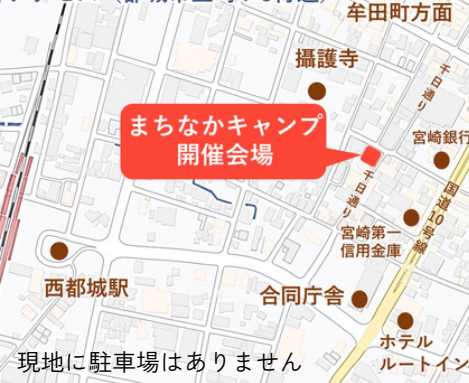 牟田町方面
攝護寺
千日通り
まちなかキャンプ
開催会場
宮崎銀行
千日通り
国道10号線
宮崎第一
信用金庫
西都城駅
合同庁舎
ホテル
ルートイン
現地に駐車場はありません